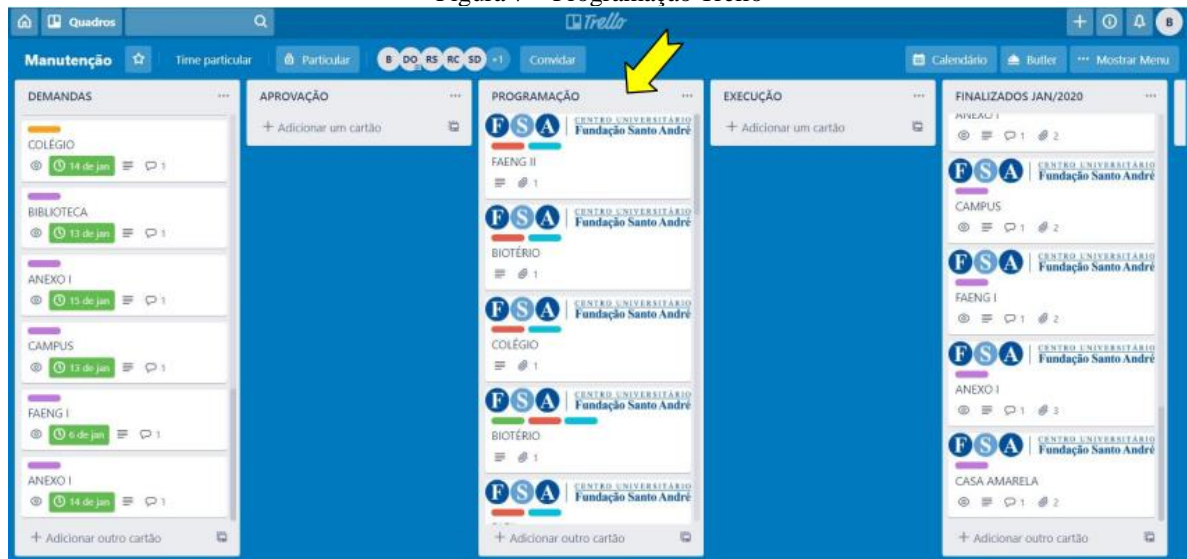 Quadros
Trello
B
Manutenção
Time particular
Particular
B DO RS RC SD +1
Convidar
Calendário
Butler
Mostrar Menu
DEMANDAS
COLÉGIO
14 de jan
1
BIBLIOTECA
13 de jan
1
ANEXO I
15 de jan
1
CAMPUS
13 de jan
1
FAENG I
6 de jan
1
ANEXO I
14 de jan
1
+ Adicionar outro cartão
APROVAÇÃO
+ Adicionar um cartão
PROGRAMAÇÃO
FSA
CENTRO UNIVERSITÁRIO
Fundação Santo André
FAENG II
1
FSA
CENTRO UNIVERSITÁRIO
Fundação Santo André
BIOTÉRIO
1
FSA
CENTRO UNIVERSITÁRIO
Fundação Santo André
COLÉGIO
1
FSA
CENTRO UNIVERSITÁRIO
Fundação Santo André
BIOTÉRIO
1
FSA
CENTRO UNIVERSITÁRIO
Fundação Santo André
+ Adicionar outro cartão
EXECUÇÃO
+ Adicionar um cartão
FINALIZADOS JAN/2020
ANEXO I
1 2
FSA
CENTRO UNIVERSITÁRIO
Fundação Santo André
CAMPUS
1 2
FSA
CENTRO UNIVERSITÁRIO
Fundação Santo André
FAENG I
1 2
FSA
CENTRO UNIVERSITÁRIO
Fundação Santo André
ANEXO I
1 3
FSA
CENTRO UNIVERSITÁRIO
Fundação Santo André
CASA AMARELA
1 2
+ Adicionar outro cartão